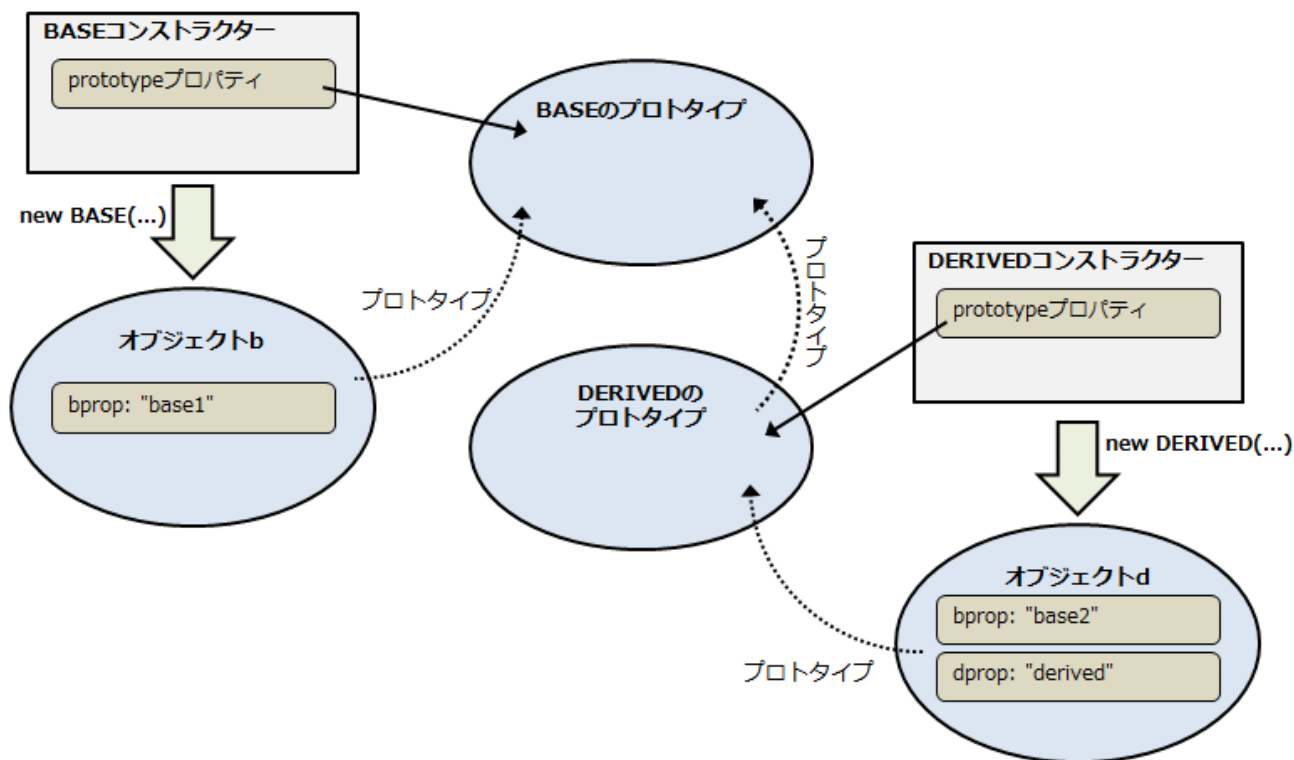 BASEコンストラクター
prototypeプロパティ
BASEのプロトタイプ
new BASE(...)
プロトタイプ
プロトタイプ
DERIVEDコンストラクター
prototypeプロパティ
オブジェクトb
bprop: "base1"
DERIVEDの
プロトタイプ
new DERIVED(...)
オブジェクトd
bprop: "base2"
プロトタイプ
dprop: "derived"